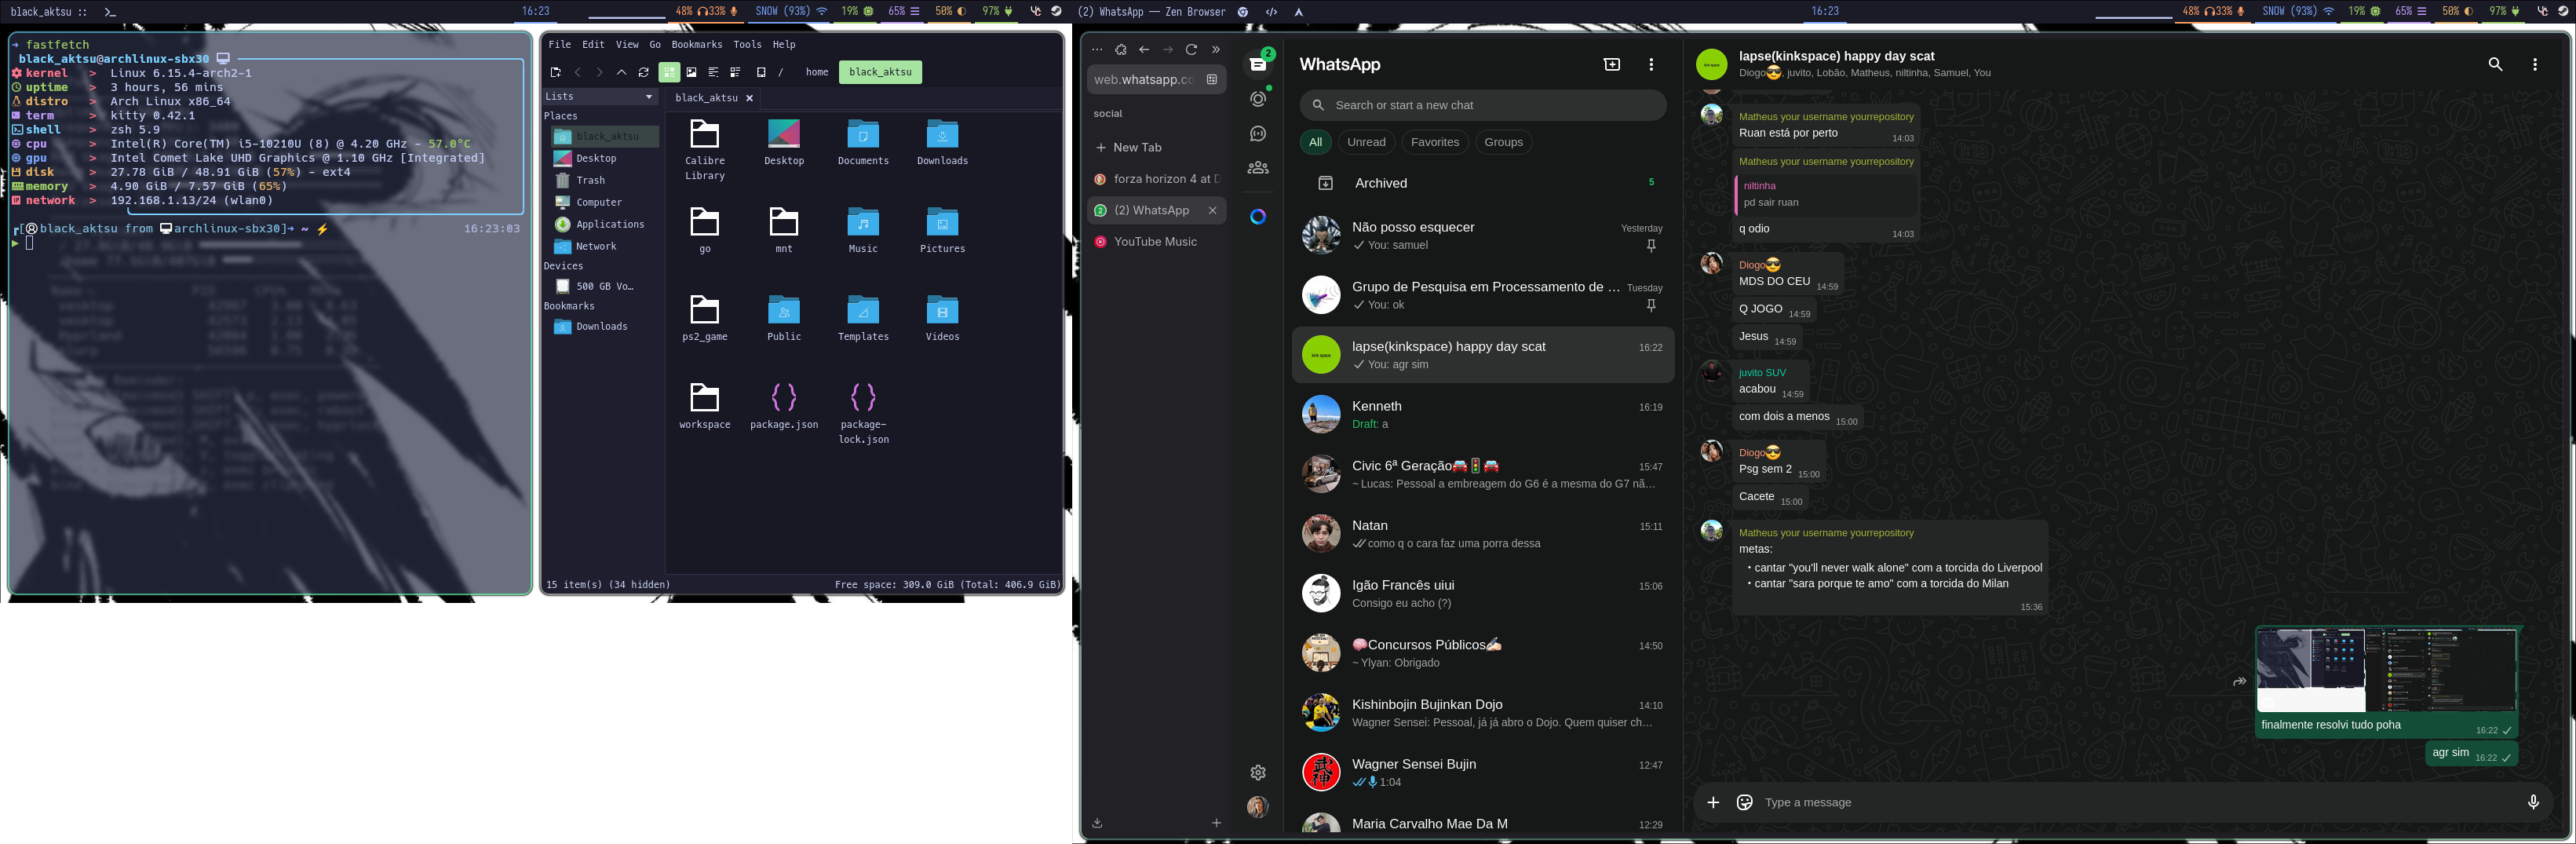 black_aktsu ::
16:23
48% 33%
SNOW (93%)
19%
65%
50%
97%
(2) WhatsApp — Zen Browser
16:23
48% 33%
SNOW (93%)
19%
65%
50%
97%
→ fastfetch
black_aktsu@archlinux-sbx30
kernel > Linux 6.15.4-arch2-1
uptime > 3 hours, 56 mins
distro > Arch Linux x86_64
term > kitty 0.42.1
shell > zsh 5.9
cpu > Intel(R) Core(TM) i5-10210U (8) @ 4.20 GHz - 57.0°C
gpu > Intel Comet Lake UHD Graphics @ 1.10 GHz [Integrated]
disk > 27.78 GiB / 48.91 GiB (57%) - ext4
memory > 4.90 GiB / 7.57 GiB (65%)
network > 192.168.1.13/24 (wlan0)
┏[black_aktsu from archlinux-sbx30]→ ~ ⚡ 16:23:03
File Edit View Go Bookmarks Tools Help
/ home black_aktsu
Lists
black_aktsu
Places
black_aktsu
Desktop
Trash
Computer
Applications
Network
Devices
500 GB Vo…
Bookmarks
Downloads
Calibre Library
Desktop
Documents
Downloads
go
mnt
Music
Pictures
ps2_game
Public
Templates
Videos
workspace
package.json
package-lock.json
15 item(s) (34 hidden)
Free space: 309.0 GiB (Total: 406.9 GiB)
web.whatsapp.co
social
New Tab
forza horizon 4 at D
(2) WhatsApp
YouTube Music
2
WhatsApp
Search or start a new chat
All Unread Favorites Groups
Archived 5
Não posso esquecer Yesterday
You: samuel
Grupo de Pesquisa em Processamento de … Tuesday
You: ok
lapse(kinkspace) happy day scat 16:22
You: agr sim
Kenneth 16:19
Draft: a
Civic 6ª Geração🚘🚦🚘 15:47
~ Lucas: Pessoal a embreagem do G6 é a mesma do G7 nã…
Natan 15:11
como q o cara faz uma porra dessa
Igão Francês uiui 15:06
Consigo eu acho (?)
🧠Concursos Públicos✍🏻 14:50
~ Ylyan: Obrigado
Kishinbojin Bujinkan Dojo 14:10
Wagner Sensei: Pessoal, já já abro o Dojo. Quem quiser ch…
Wagner Sensei Bujin 12:47
1:04
武神
Maria Carvalho Mae Da M 12:29
kink space
lapse(kinkspace) happy day scat
Diogo😎, juvito, Lobão, Matheus, niltinha, Samuel, You
Matheus your username yourrepository
Ruan está por perto 14:03
Matheus your username yourrepository
niltinha
pd sair ruan
q odio 14:03
Diogo😎
MDS DO CEU 14:59
Q JOGO 14:59
Jesus 14:59
juvito SUV
acabou 14:59
com dois a menos 15:00
Diogo😎
Psg sem 2 15:00
Cacete 15:00
Matheus your username yourrepository
metas:
• cantar "you'll never walk alone" com a torcida do Liverpool
• cantar "sara porque te amo" com a torcida do Milan
15:36
finalmente resolvi tudo poha 16:22
agr sim 16:22
Type a message